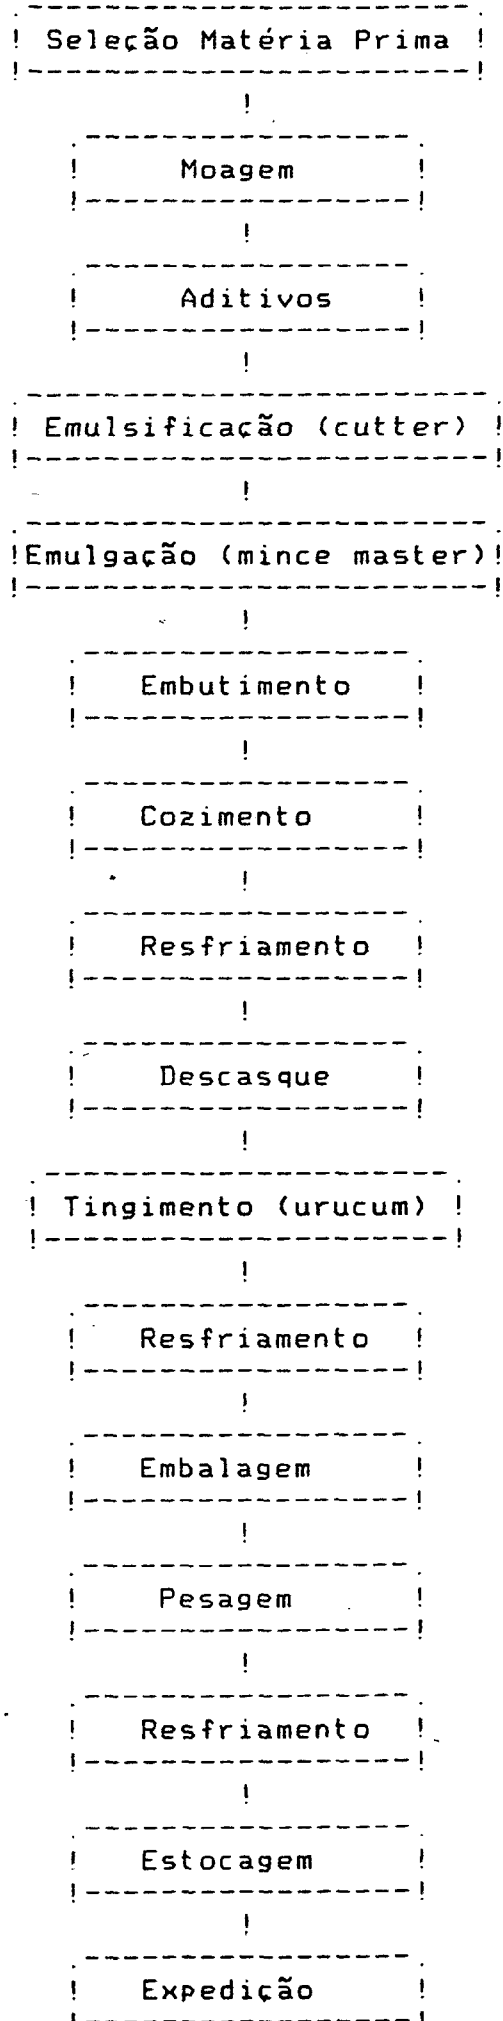 Seleção Matéria Prima
Moagem
Aditivos
Emulsificação (cutter)
Emulgação (mince master)
Embutimento
Cozimento
Resfriamento
Descasque
Tingimento (urucum)
Resfriamento
Embalagem
Pesagem
Resfriamento
Estocagem
Expedição